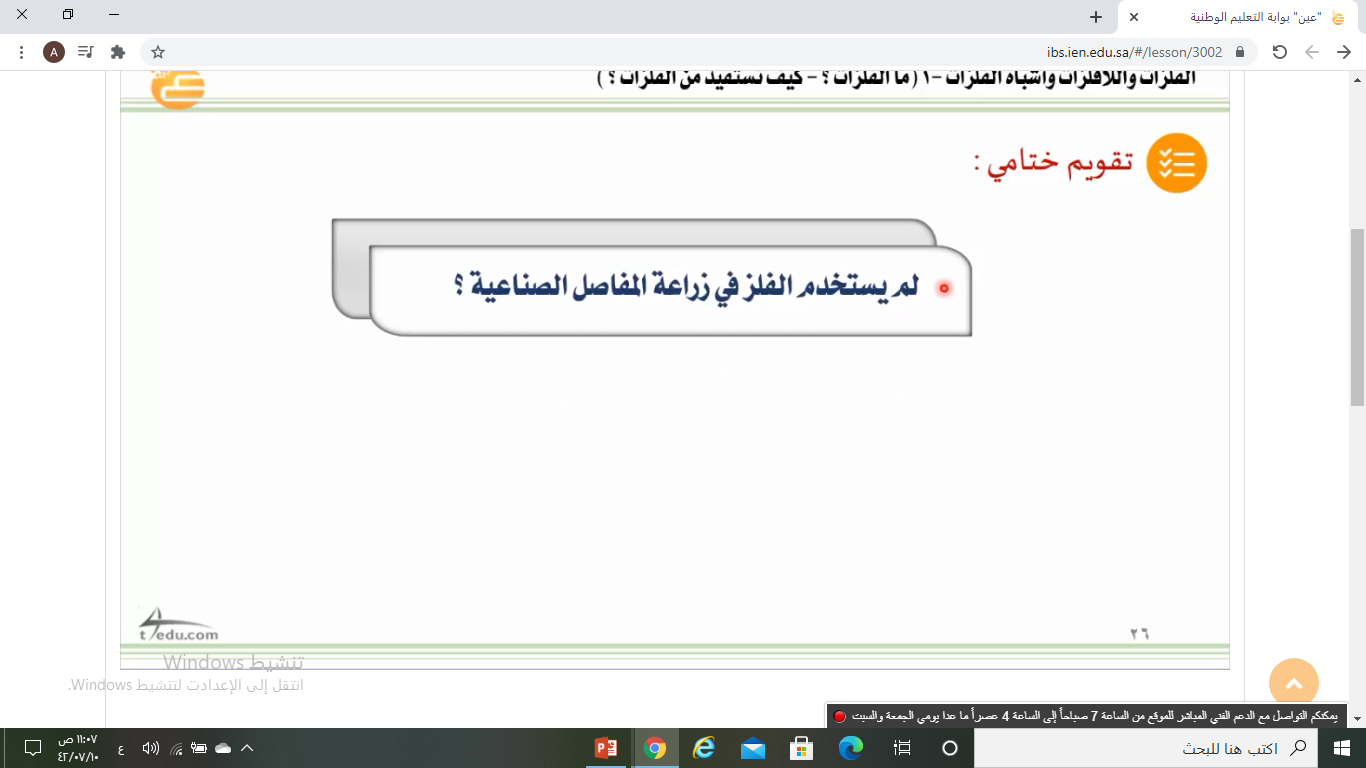 "عين" بوابة التعليم الوطنية
ibs.ien.edu.sa/#/lesson/3002
A
الفلزات واللافلزات وأشباه الفلزات -١ ( ما الفلزات ؟ - كيف نستفيد من الفلزات ؟ )
تقويم ختامي :
لم يستخدم الفلز في زراعة المفاصل الصناعية ؟
t4edu.com
٢٦
تنشيط Windows
انتقل إلى الإعدادت لتنشيط Windows.
يمكنكم التواصل مع الدعم الفني المباشر للموقع من الساعة 7 صباحاً إلى الساعة 4 عصراً ما عدا يومي الجمعة والسبت
اكتب هنا للبحث
ع
١١:٠٧ ص
٤٢/٠٧/١٠